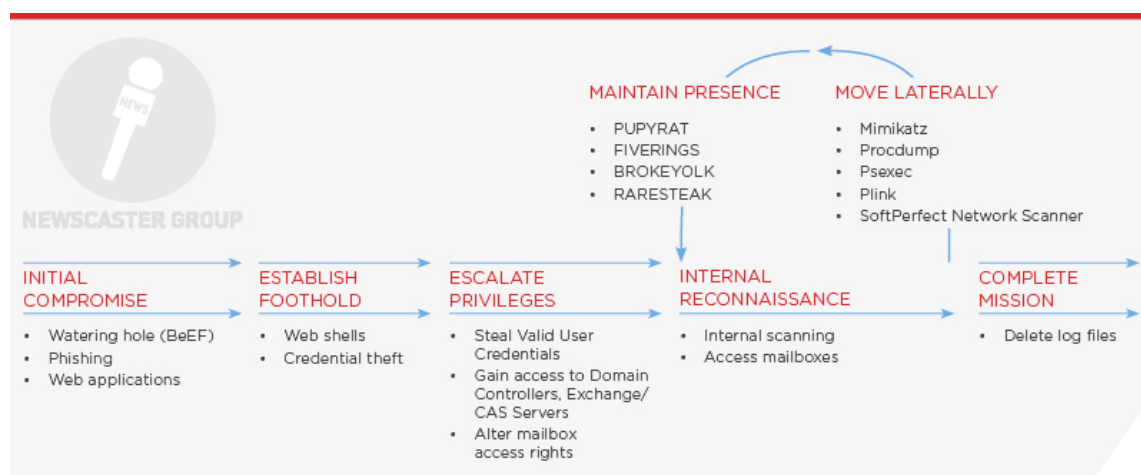 NEWS
NEWSCASTER GROUP
MAINTAIN PRESENCE
• PUPYRAT
• FIVERINGS
• BROKEYOLK
• RARESTEAK
MOVE LATERALLY
• Mimikatz
• Procdump
• Psexec
• Plink
• SoftPerfect Network Scanner
INITIAL
COMPROMISE
• Watering hole (BeEF)
• Phishing
• Web applications
ESTABLISH
FOOTHOLD
• Web shells
• Credential theft
ESCALATE
PRIVILEGES
• Steal Valid User
Credentials
• Gain access to Domain
Controllers, Exchange/
CAS Servers
• Alter mailbox
access rights
INTERNAL
RECONNAISSANCE
• Internal scanning
• Access mailboxes
COMPLETE
MISSION
• Delete log files